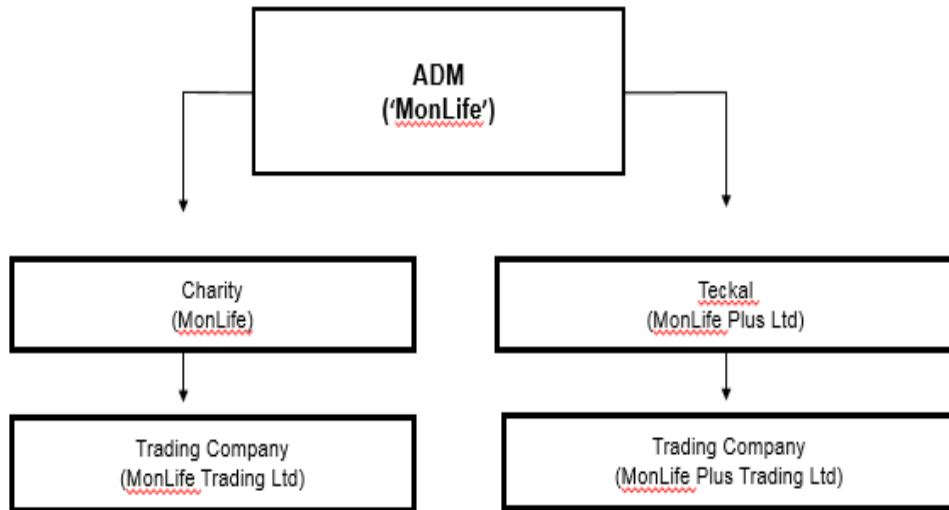 ADM
(‘MonLife’)
Charity
(MonLife)
Teckal
(MonLife Plus Ltd)
Trading Company
(MonLife Trading Ltd)
Trading Company
(MonLife Plus Trading Ltd)